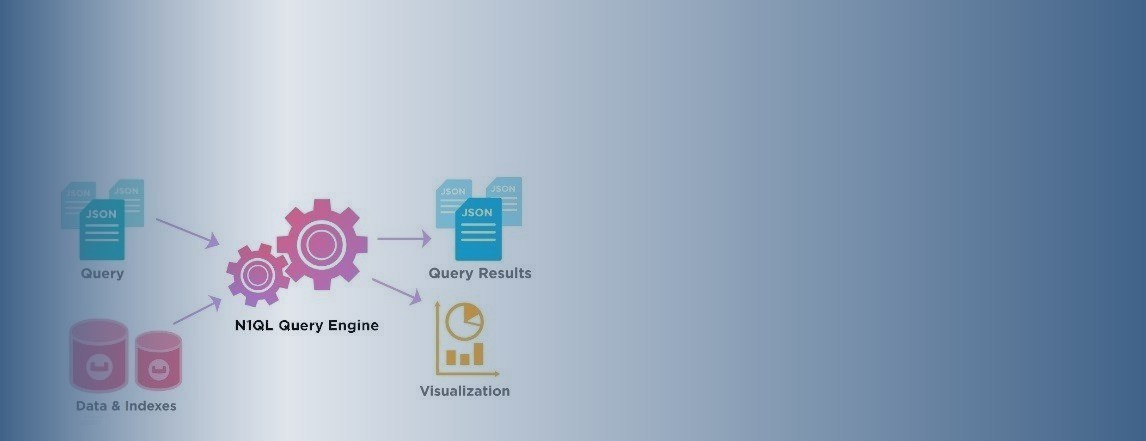 JSON
JSON
JSON
Query
Data & Indexes
N1QL Query Engine
JSON
JSON
JSON
Query Results
Visualization